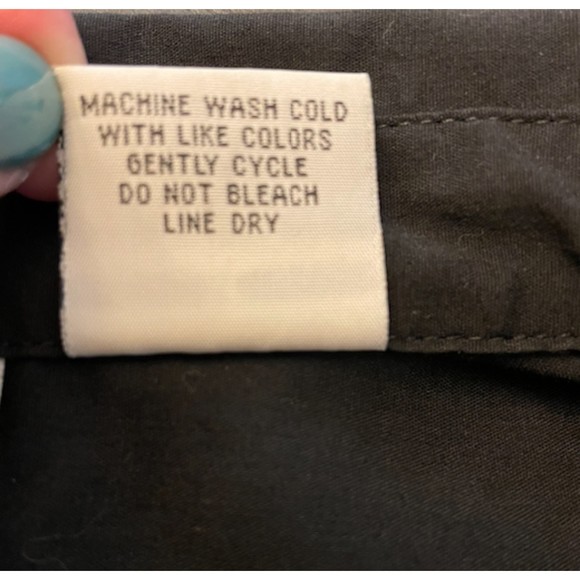 MACHINE WASH COLD
WITH LIKE COLORS
GENTLY CYCLE
DO NOT BLEACH
LINE DRY